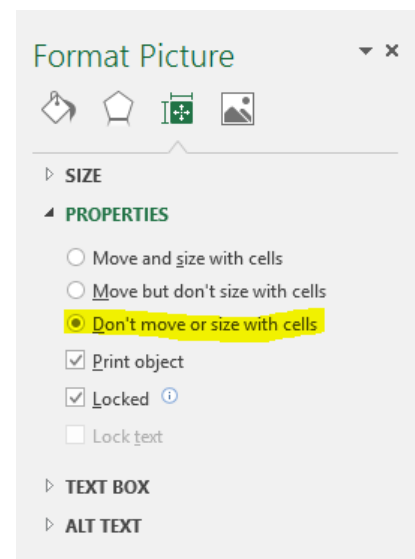 Format Picture
SIZE
PROPERTIES
Move and size with cells
Move but don't size with cells
Don't move or size with cells
Print object
Locked
Lock text
TEXT BOX
ALT TEXT